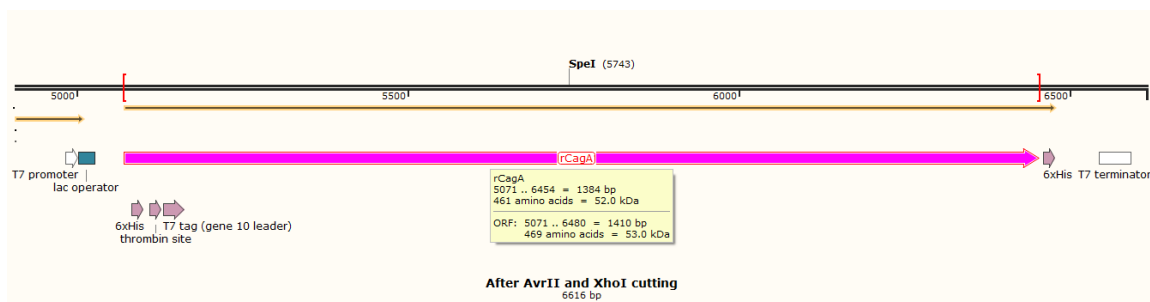 SpeI (5743)
5000
5500
6000
6500
rCagA
T7 promoter
lac operator
6xHis
T7 terminator
rCagA
5071 .. 6454 = 1384 bp
461 amino acids = 52.0 kDa
ORF: 5071 .. 6480 = 1410 bp
469 amino acids = 53.0 kDa
6xHis
T7 tag (gene 10 leader)
thrombin site
After AvrII and XhoI cutting
6616 bp